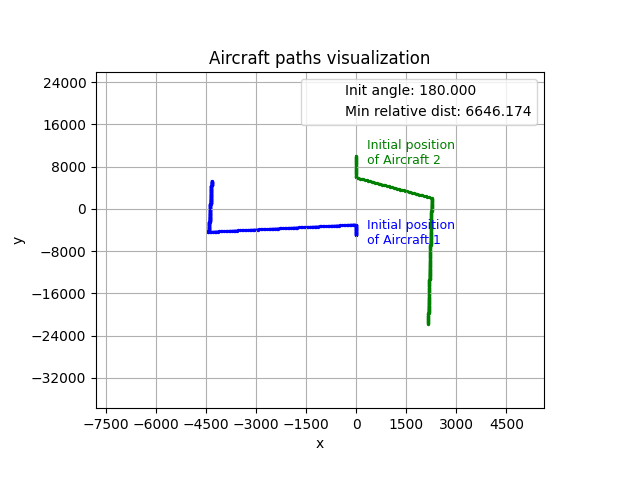 Aircraft paths visualization
Init angle: 180.000
Min relative dist: 6646.174
Initial position
of Aircraft 2
Initial position
of Aircraft 1
24000
16000
8000
0
−8000
−16000
−24000
−32000
y
−7500 −6000 −4500 −3000 −1500 0 1500 3000 4500
x